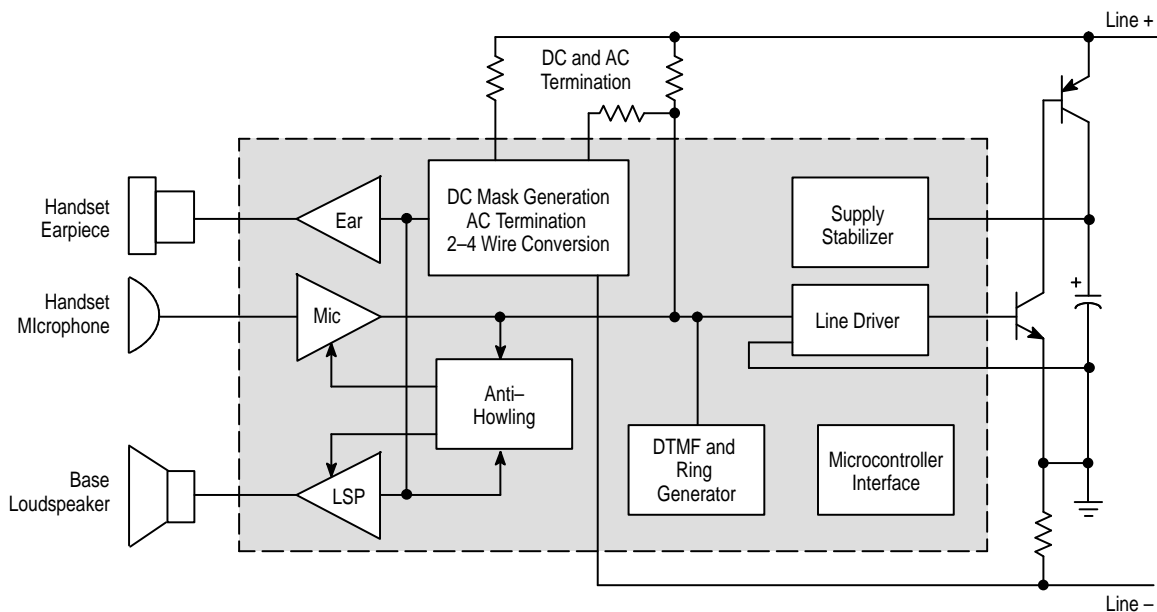 Line +
DC and AC
Termination
DC Mask Generation
AC Termination
2–4 Wire Conversion
Handset
Earpiece
Ear
Supply
Stabilizer
Handset
MIcrophone
Mic
Line Driver
+
Anti–
Howling
DTMF and
Ring
Generator
Microcontroller
Interface
Base
Loudspeaker
LSP
Line –